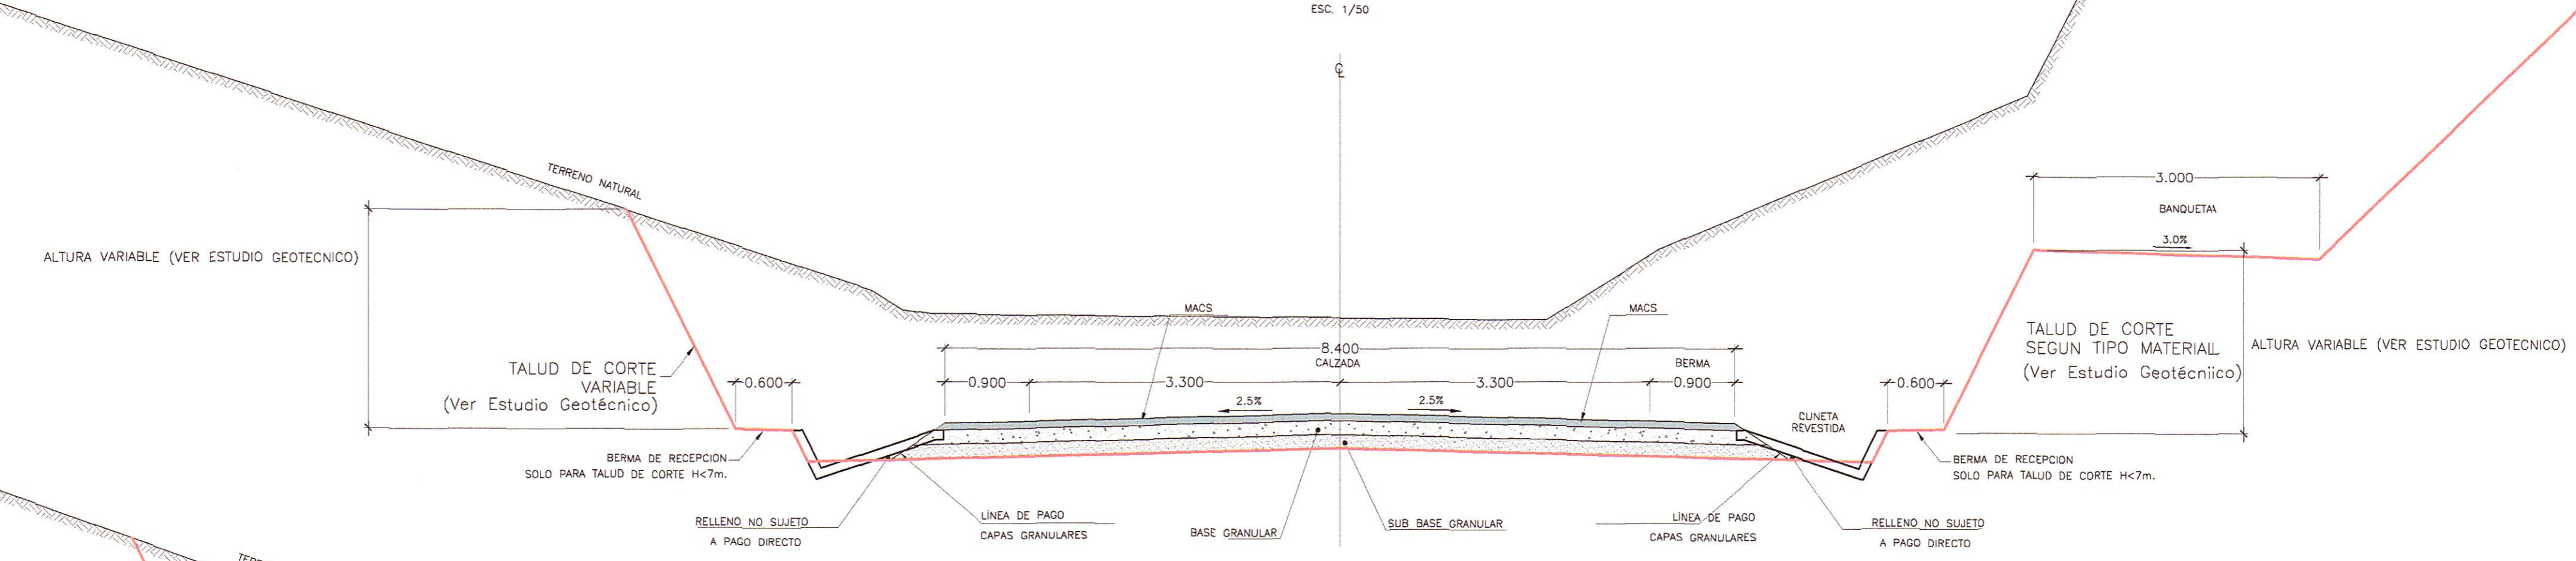 ESC. 1/50
℄
TERRENO NATURAL
3.000
BANQUETAA
3.0%
ALTURA VARIABLE (VER ESTUDIO GEOTECNICO)
MACS
MACS
8.400
CALZADA
BERMA
0.900
3.300
3.300
0.900
2.5%
2.5%
TALUD DE CORTE
VARIABLE
(Ver Estudio Geotécnico)
0.600
0.600
TALUD DE CORTE
SEGUN TIPO MATERIALL
(Ver Estudio Geotécniico)
ALTURA VARIABLE (VER ESTUDIO GEOTECNICO)
CUNETA
REVESTIDA
BERMA DE RECEPCION
SOLO PARA TALUD DE CORTE H<7m.
BERMA DE RECEPCION
SOLO PARA TALUD DE CORTE H<7m.
RELLENO NO SUJETO
A PAGO DIRECTO
LÍNEA DE PAGO
CAPAS GRANULARES
BASE GRANULAR
SUB BASE GRANULAR
LÍNEA DE PAGO
CAPAS GRANULARES
RELLENO NO SUJETO
A PAGO DIRECTO